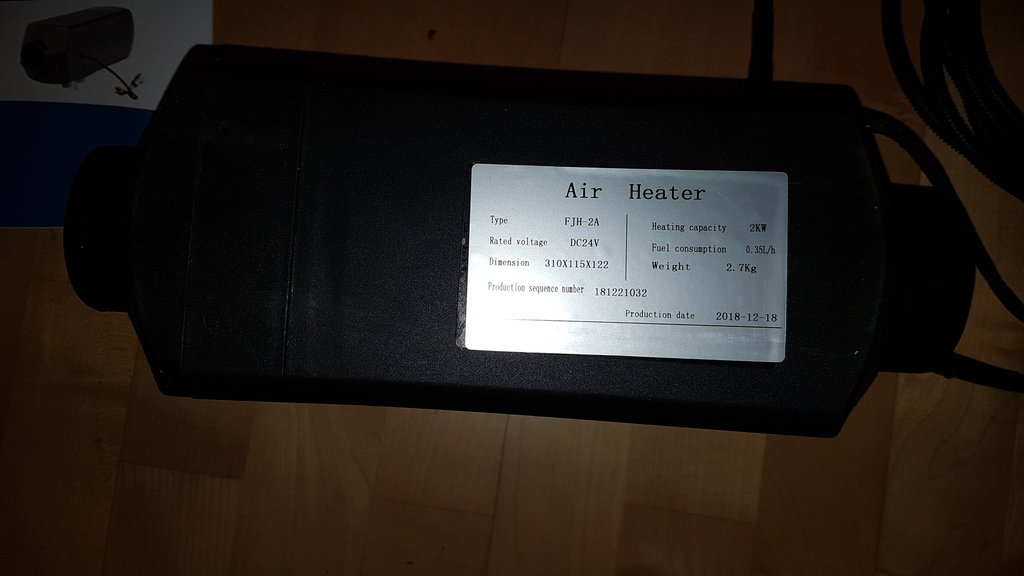 Air Heater
Type FJH-2A
Rated voltage DC24V
Dimension 310X115X122
Heating capacity 2KW
Fuel consumption 0.35L/h
Weight 2.7Kg
Production sequence number 181221032
Production date 2018-12-18